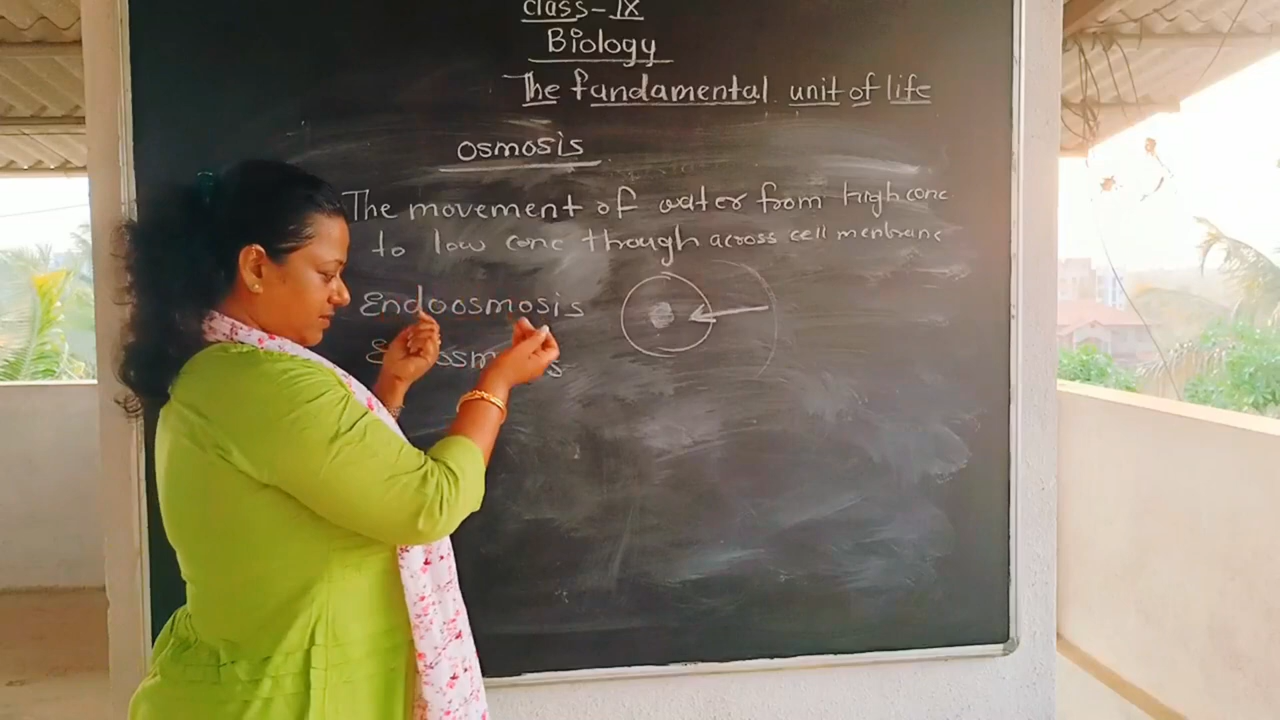 class-IX
Biology
The fundamental unit of life
osmosis
The movement of water from high conc
to low conc though across cell menbrane
Endoosmosis